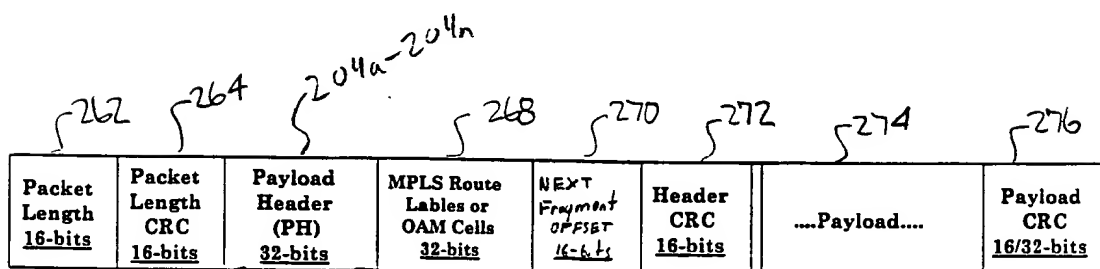 262
264
204a-204n
268
270
272
274
276
Packet
Length
16-bits
Packet
Length
CRC
16-bits
Payload
Header
(PH)
32-bits
MPLS Route
Lables or
OAM Cells
32-bits
NEXT
Fragment
OFFSET
16-bits
Header
CRC
16-bits
....Payload....
Payload
CRC
16/32-bits